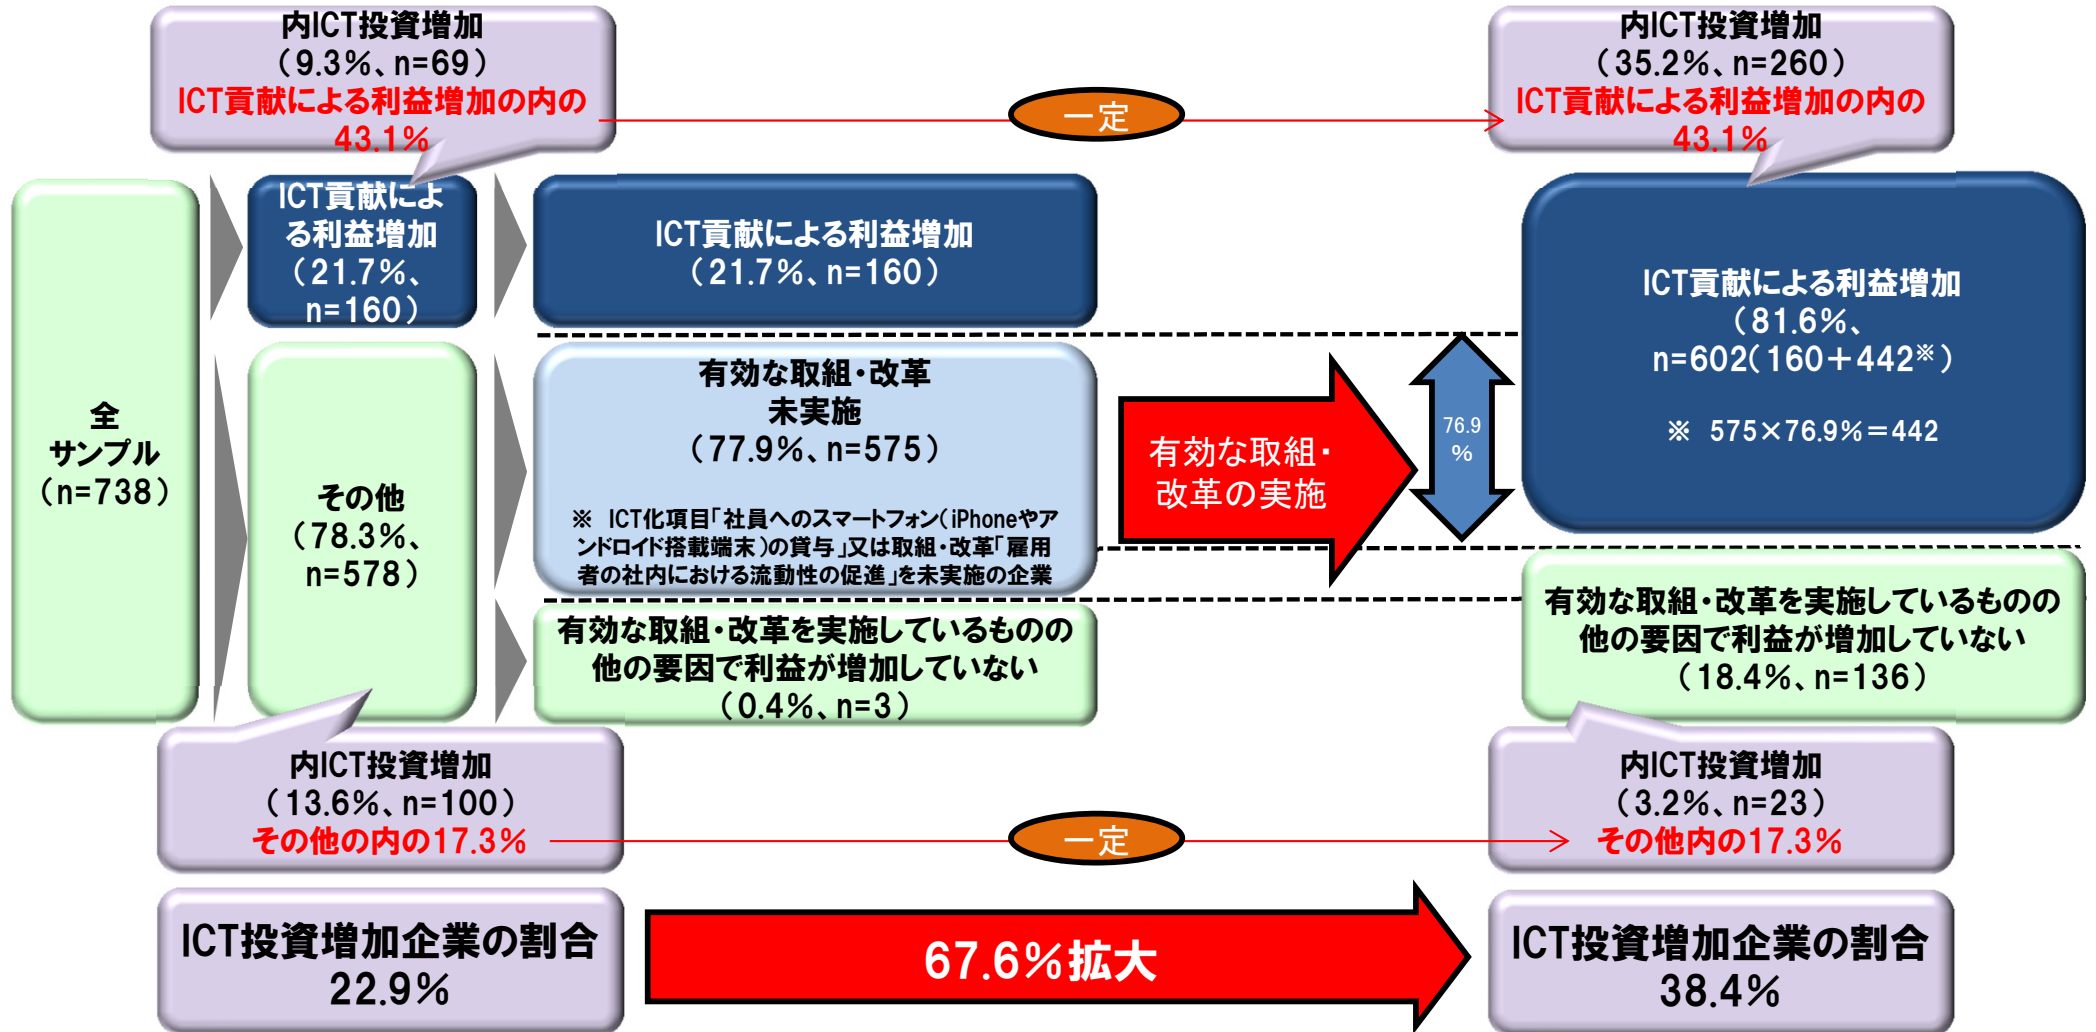 内ICT投資増加
（9.3％、n=69）
ICT貢献による利益増加の内の
43.1％
一定
内ICT投資増加
（35.2％、n=260）
ICT貢献による利益増加の内の
43.1％
全
サンプル
（n=738）
ICT貢献によ
る利益増加
（21.7％、
n=160）
ICT貢献による利益増加
（21.7％、n=160）
ICT貢献による利益増加
（81.6％、
n=602（160＋442※）
※ 575×76.9％＝442
その他
（78.3％、
n=578）
有効な取組・改革
未実施
（77.9％、n=575）
※ ICT化項目「社員へのスマートフォン（iPhoneやア
ンドロイド搭載端末）の貸与」又は取組・改革「雇用
者の社内における流動性の促進」を未実施の企業
有効な取組・
改革の実施
76.9
％
有効な取組・改革を実施しているものの
他の要因で利益が増加していない
（0.4％、n=3）
有効な取組・改革を実施しているものの
他の要因で利益が増加していない
（18.4％、n=136）
内ICT投資増加
（13.6％、n=100）
その他の内の17.3％
一定
内ICT投資増加
（3.2％、n=23）
その他内の17.3％
ICT投資増加企業の割合
22.9％
67.6％拡大
ICT投資増加企業の割合
38.4％